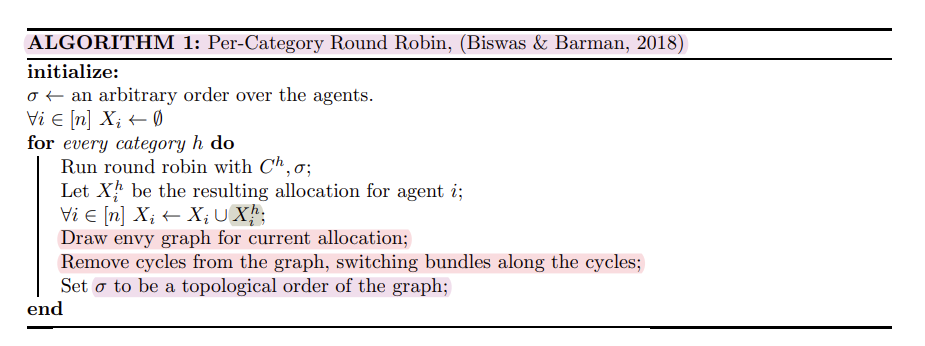 ALGORITHM 1: Per-Category Round Robin, (Biswas & Barman, 2018)
initialize:
σ ← an arbitrary order over the agents.
∀i ∈ [n] X_i ← ∅
for every category h do
Run round robin with C^h, σ;
Let X_i^h be the resulting allocation for agent i;
∀i ∈ [n] X_i ← X_i ∪ X_i^h;
Draw envy graph for current allocation;
Remove cycles from the graph, switching bundles along the cycles;
Set σ to be a topological order of the graph;
end